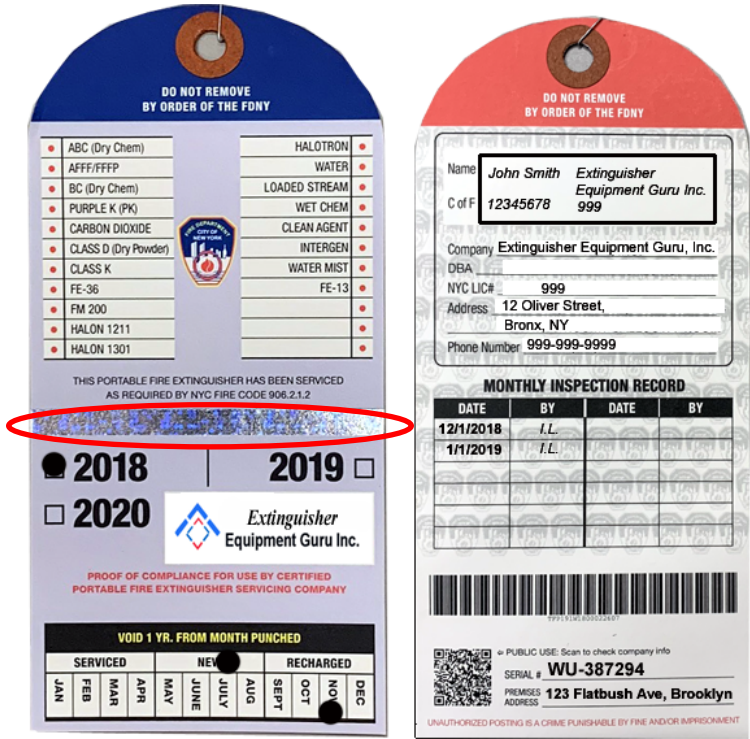 DO NOT REMOVE
BY ORDER OF THE FDNY
ABC (Dry Chem)
AFFF/FFFP
BC (Dry Chem)
PURPLE K (PK)
CARBON DIOXIDE
CLASS D (Dry Powder)
CLASS K
FE-36
FM 200
HALON 1211
HALON 1301
HALOTRON
WATER
LOADED STREAM
WET CHEM
CLEAN AGENT
INTERGEN
WATER MIST
FE-13
FIRE DEPARTMENT
CITY OF
NEW YORK
THIS PORTABLE FIRE EXTINGUISHER HAS BEEN SERVICED
AS REQUIRED BY NYC FIRE CODE 906.2.1.2
2018 2019
2020
Extinguisher
Equipment Guru Inc.
PROOF OF COMPLIANCE FOR USE BY CERTIFIED
PORTABLE FIRE EXTINGUISHER SERVICING COMPANY
VOID 1 YR. FROM MONTH PUNCHED
SERVICED NEW RECHARGED
JAN FEB MAR APR MAY JUNE JULY AUG SEPT OCT NOV DEC
DO NOT REMOVE
BY ORDER OF THE FDNY
Name John Smith Extinguisher
Equipment Guru Inc.
C of F 12345678 999
Company Extinguisher Equipment Guru, Inc.
DBA
NYC LIC# 999
Address 12 Oliver Street,
Bronx, NY
Phone Number 999-999-9999
MONTHLY INSPECTION RECORD
DATE BY DATE BY
12/1/2018 I.L.
1/1/2019 I.L.
TFP191W1800022607
PUBLIC USE: Scan to check company info
SERIAL # WU-387294
PREMISES ADDRESS 123 Flatbush Ave, Brooklyn
UNAUTHORIZED POSTING IS A CRIME PUNISHABLE BY FINE AND/OR IMPRISONMENT